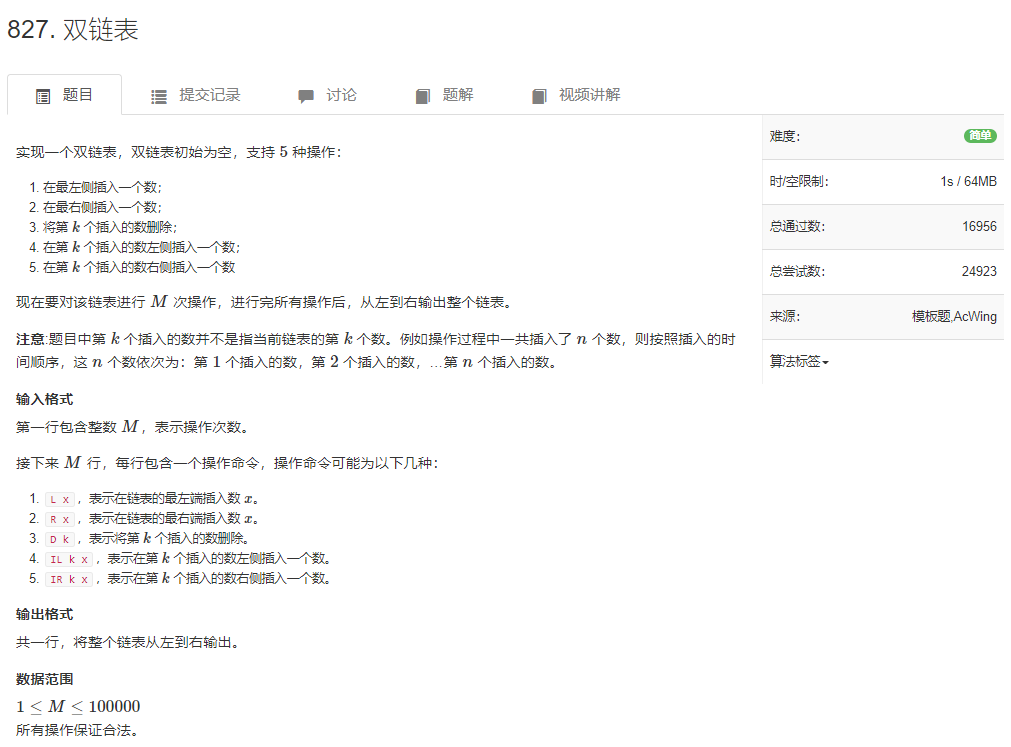 827. 双链表
题目 提交记录 讨论 题解 视频讲解
实现一个双链表，双链表初始为空，支持 5 种操作：
1. 在最左侧插入一个数；
2. 在最右侧插入一个数；
3. 将第 k 个插入的数删除；
4. 在第 k 个插入的数左侧插入一个数；
5. 在第 k 个插入的数右侧插入一个数
现在要对该链表进行 M 次操作，进行完所有操作后，从左到右输出整个链表。
注意:题目中第 k 个插入的数并不是指当前链表的第 k 个数。例如操作过程中一共插入了 n 个数，则按照插入的时
间顺序，这 n 个数依次为：第 1 个插入的数，第 2 个插入的数，…第 n 个插入的数。
输入格式
第一行包含整数 M，表示操作次数。
接下来 M 行，每行包含一个操作命令，操作命令可能为以下几种：
1. L x，表示在链表的最左端插入数 x。
2. R x，表示在链表的最右端插入数 x。
3. D k，表示将第 k 个插入的数删除。
4. IL k x，表示在第 k 个插入的数左侧插入一个数。
5. IR k x，表示在第 k 个插入的数右侧插入一个数。
输出格式
共一行，将整个链表从左到右输出。
数据范围
1 ≤ M ≤ 100000
所有操作保证合法。
难度： 简单
时/空限制： 1s / 64MB
总通过数： 16956
总尝试数： 24923
来源： 模板题,AcWing
算法标签